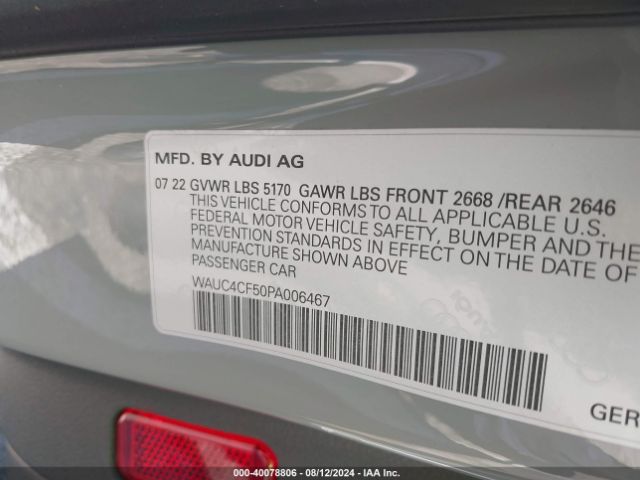 MFD. BY AUDI AG
07 22 GVWR LBS 5170 GAWR LBS FRONT 2668 /REAR 2646
THIS VEHICLE CONFORMS TO ALL APPLICABLE U.S.
FEDERAL MOTOR VEHICLE SAFETY, BUMPER AND THE
PREVENTION STANDARDS IN EFFECT ON THE DATE OF
MANUFACTURE SHOWN ABOVE
PASSENGER CAR
WAUC4CF50PA006467
GER
000-40078806 - 08/12/2024 - IAA Inc.